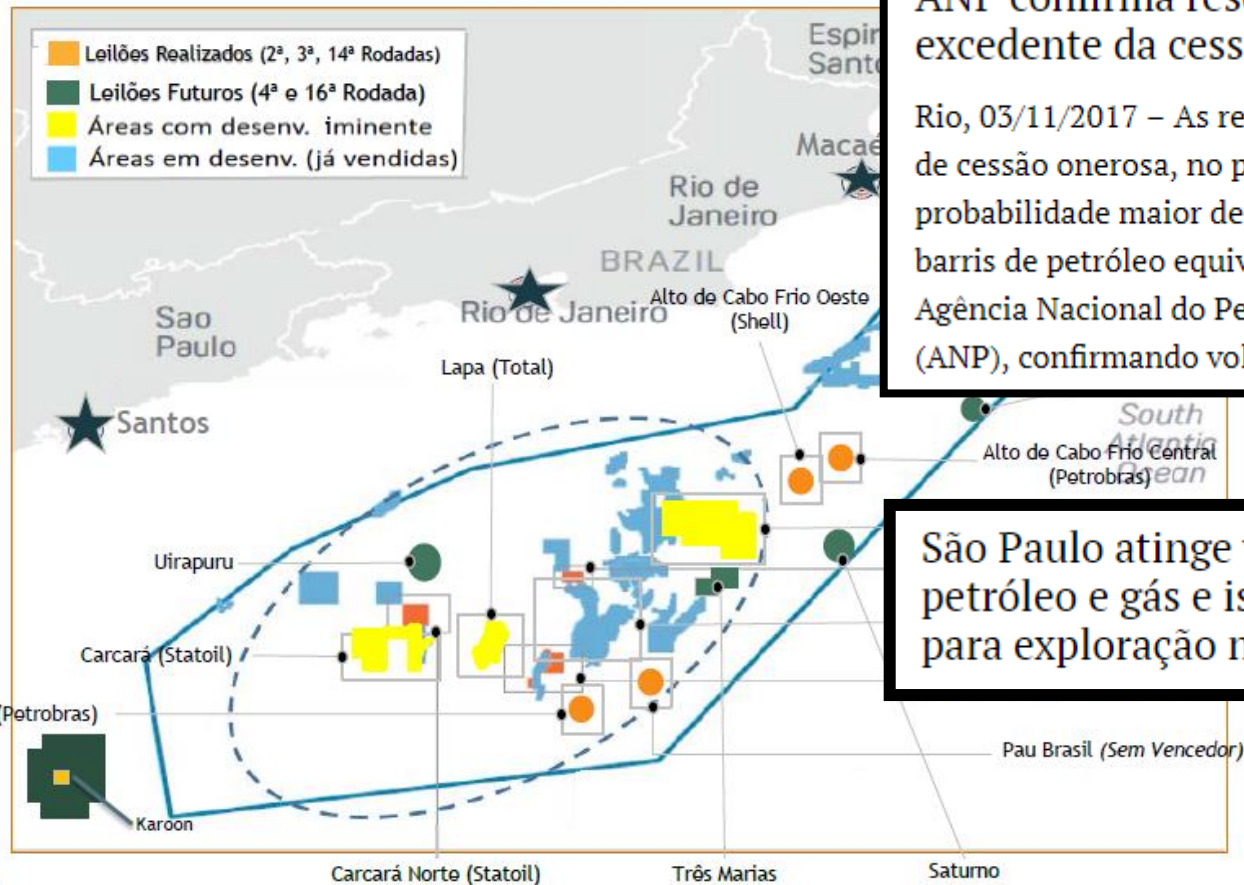 Leilões Realizados (2ª, 3ª, 14ª Rodadas)
Leilões Futuros (4ª e 16ª Rodada)
Áreas com desenv. iminente
Áreas em desenv. (já vendidas)
excedente da cess
Rio, 03/11/2017 – As re
de cessão onerosa, no p
probabilidade maior de
barris de petróleo equiv
Agência Nacional do Pe
(ANP), confirmando vol
Espir
Sant
Macaé
Rio de
Janeiro
BRAZIL
Sao
Paulo
Rio de Janeiro
Alto de Cabo Frio Oeste
(Shell)
Lapa (Total)
Santos
South
Atlantic
Ocean
Alto de Cabo Frio Central
(Petrobras)
Uirapuru
São Paulo atinge
petróleo e gás e is
para exploração n
Carcará (Statoil)
(Petrobras)
Pau Brasil (Sem Vencedor)
Karoon
Carcará Norte (Statoil)
Três Marias
Saturno